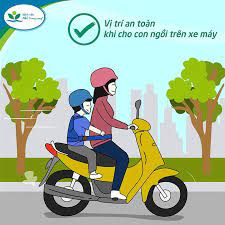 Vị trí an toàn
khi cho con ngồi trên xe máy